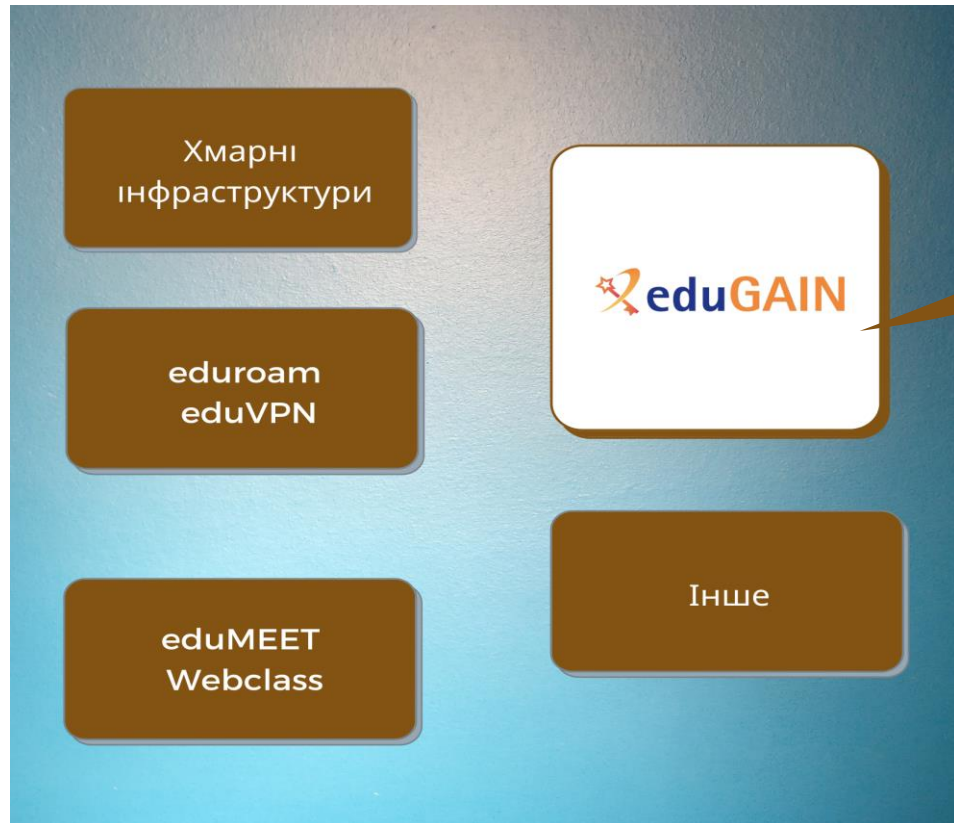 Хмарні
інфраструктури
eduroam
eduVPN
eduMEET
Webclass
eduGAIN
Інше